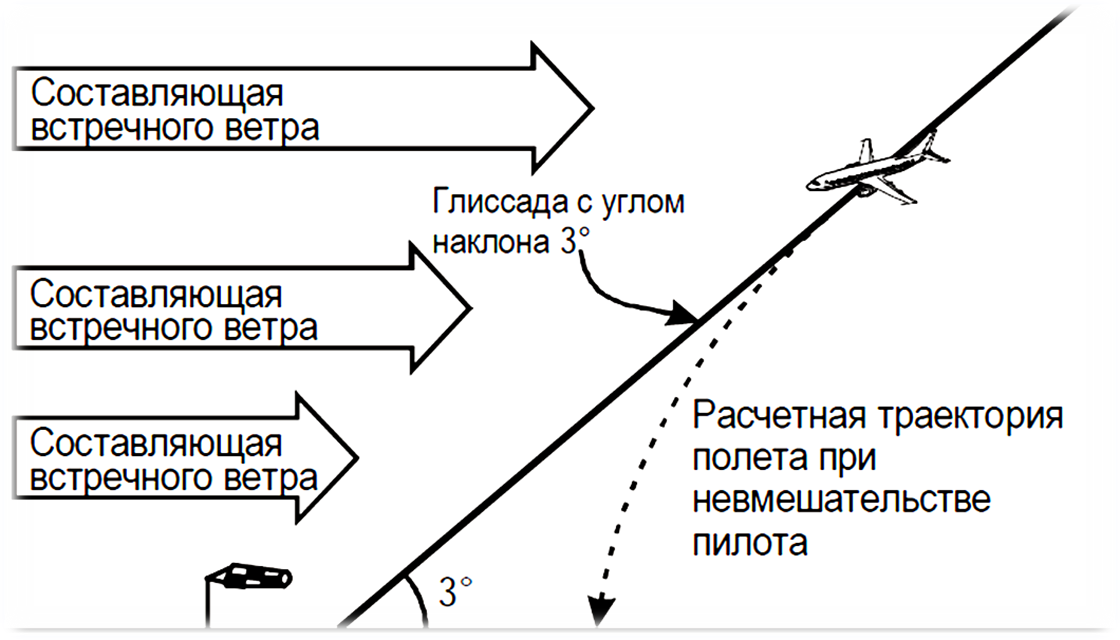 Составляющая
встречного ветра
Глиссада с углом
наклона 3°
Составляющая
встречного ветра
Составляющая
встречного ветра
Расчетная траектория
полета при
невмешательстве
пилота
3°